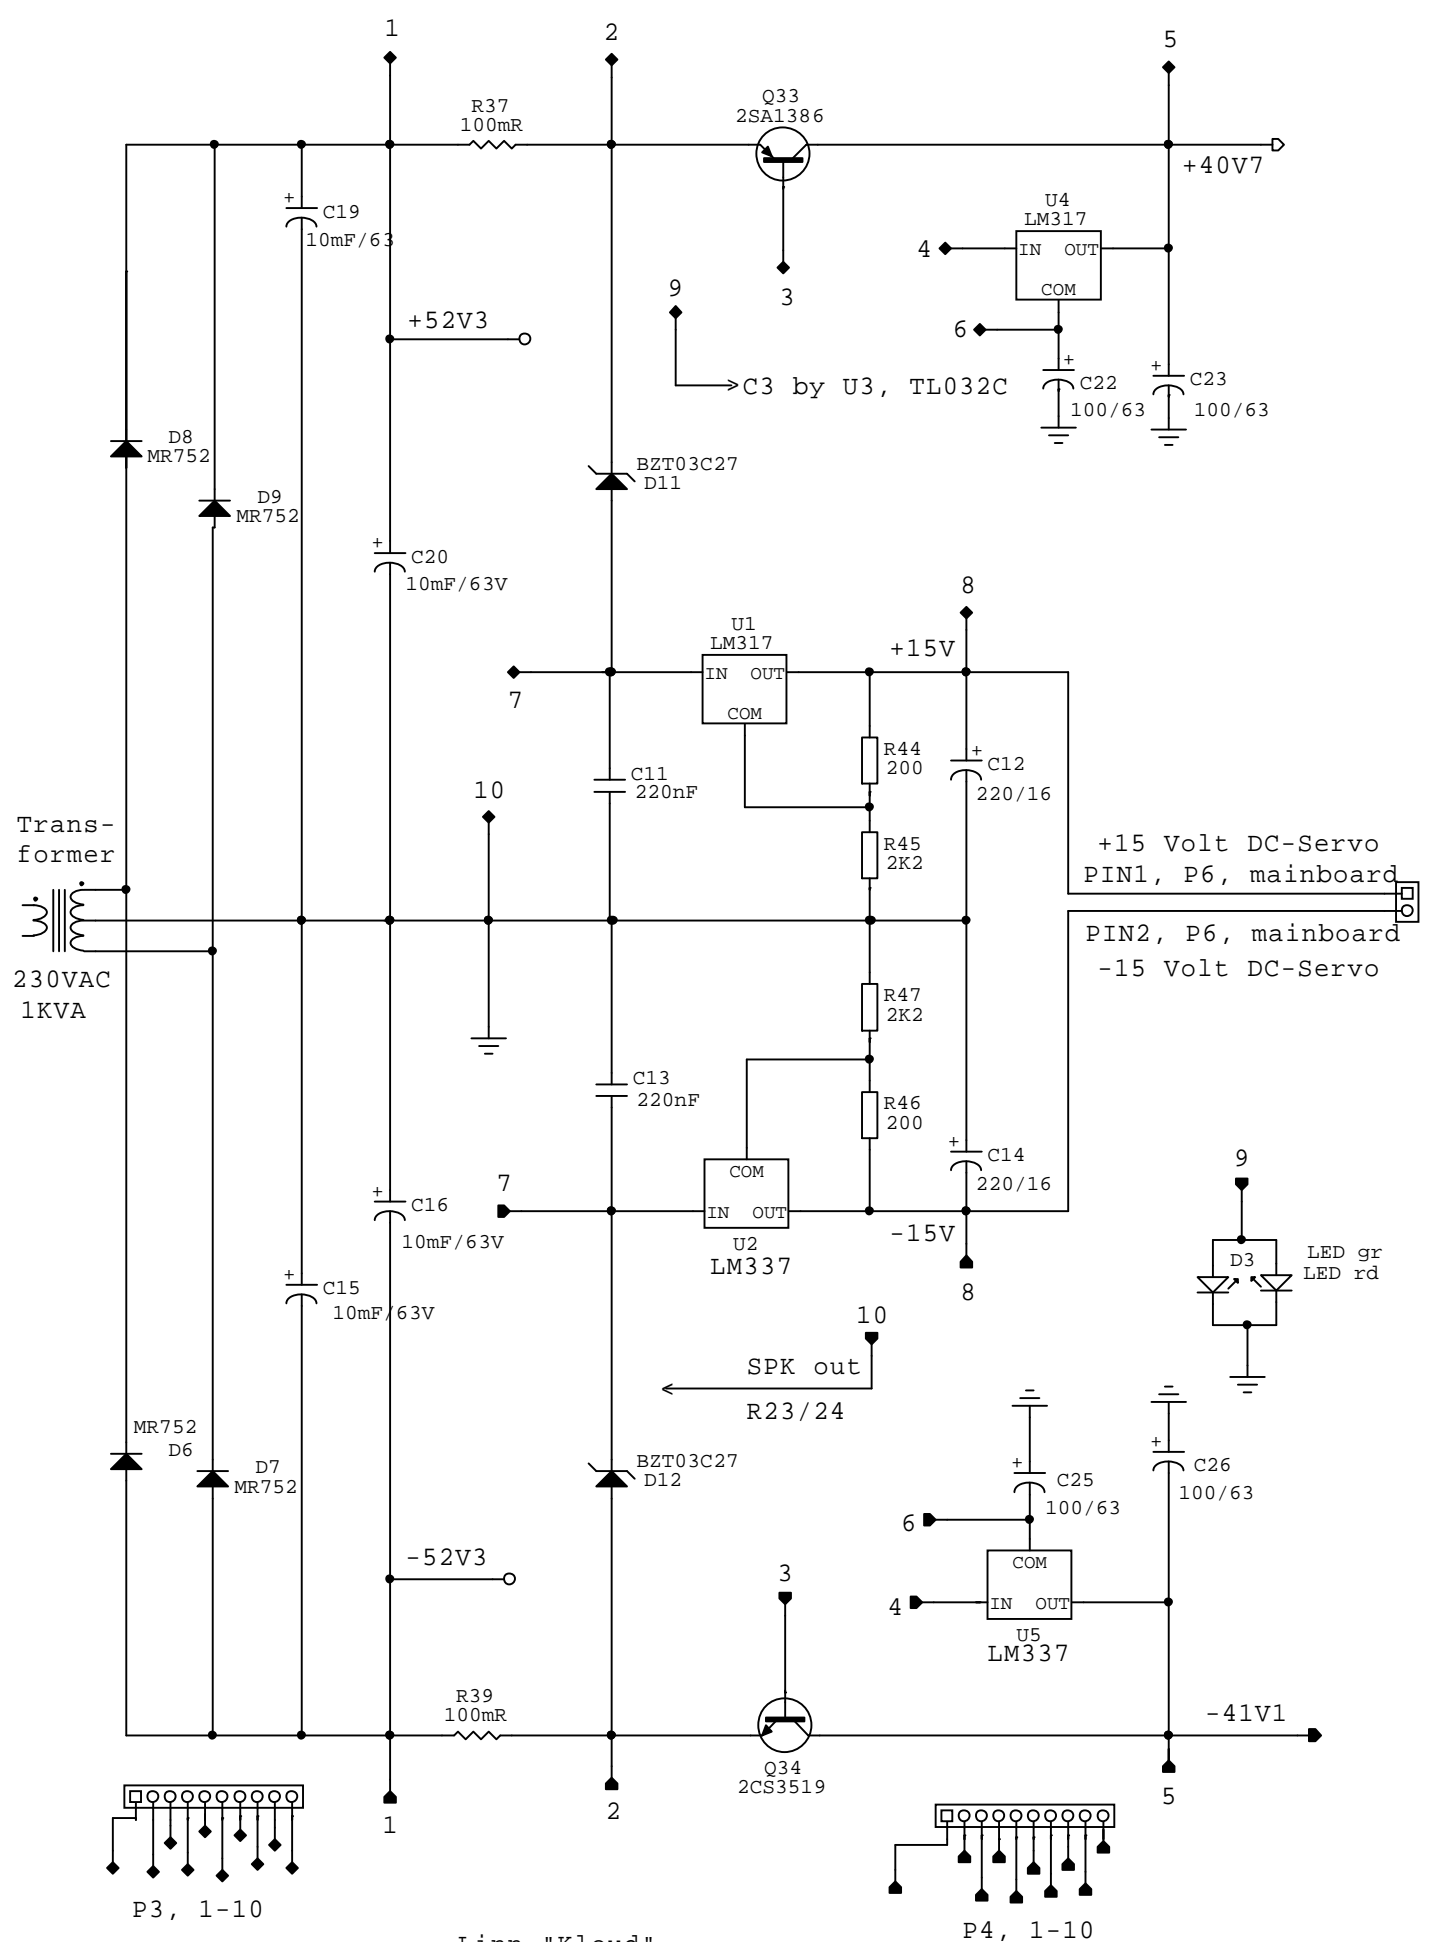 1
2
5
R37
100mR
Q33
2SA1386
+40V7
C19
10mF/63
U4
LM317
4
IN OUT
COM
3
9
6
+52V3
C3 by U3, TL032C
C22
100/63
C23
100/63
D8
MR752
BZT03C27
D11
D9
MR752
C20
10mF/63V
8
U1
LM317
+15V
IN OUT
COM
7
R44
200
C12
220/16
C11
220nF
10
Trans-
former
R45
2K2
+15 Volt DC-Servo
PIN1, P6, mainboard
PIN2, P6, mainboard
-15 Volt DC-Servo
230VAC
1KVA
R47
2K2
C13
220nF
R46
200
7
COM
IN OUT
U2
LM337
C14
220/16
-15V
8
9
C16
10mF/63V
D3
LED gr
LED rd
C15
10mF/63V
10
SPK out
R23/24
MR752
D6
D7
MR752
BZT03C27
D12
C25
100/63
C26
100/63
6
COM
4
IN OUT
U5
LM337
-52V3
3
R39
100mR
-41V1
Q34
2CS3519
1
2
5
P3, 1-10
P4, 1-10
Linn "Kloud"